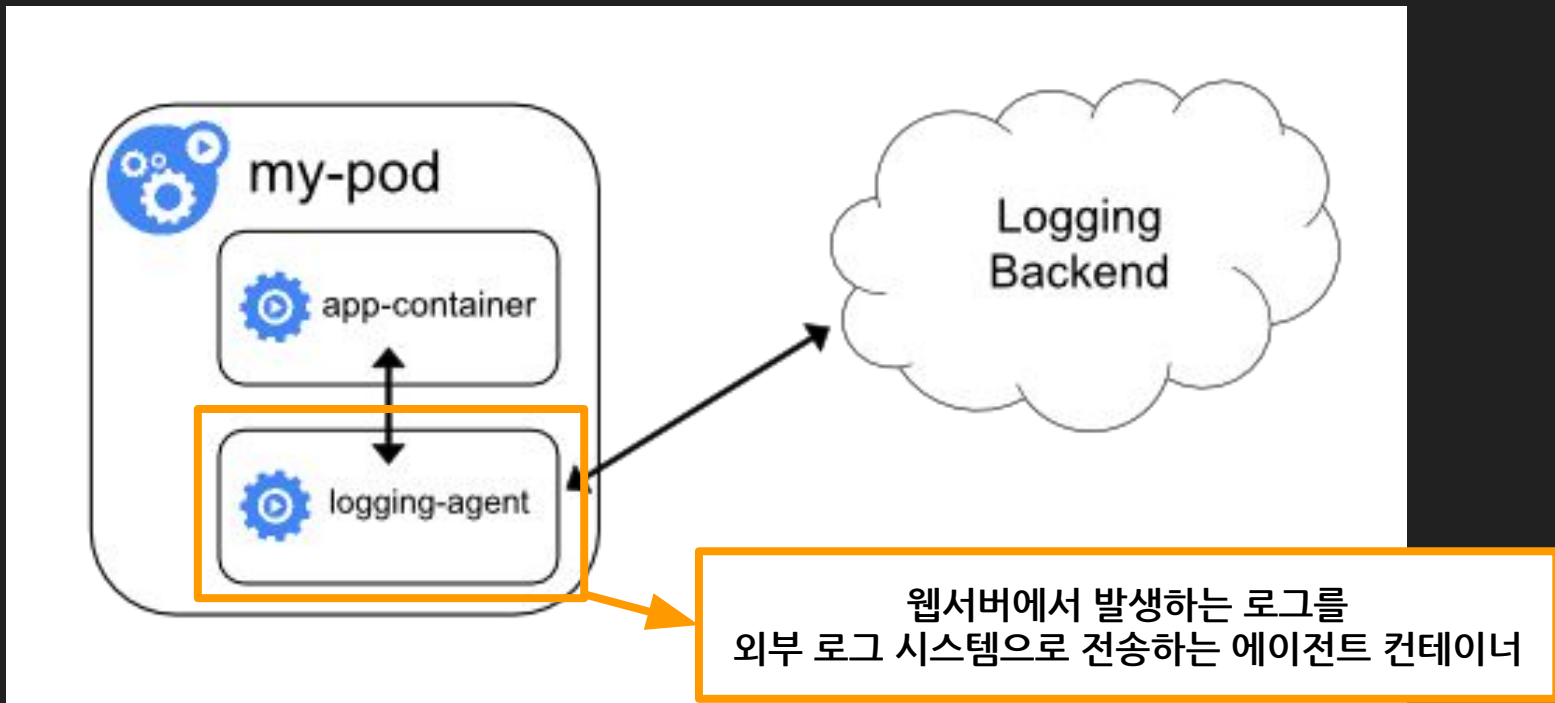 my-pod
app-container
logging-agent
Logging
Backend
웹서버에서 발생하는 로그를
외부 로그 시스템으로 전송하는 에이전트 컨테이너